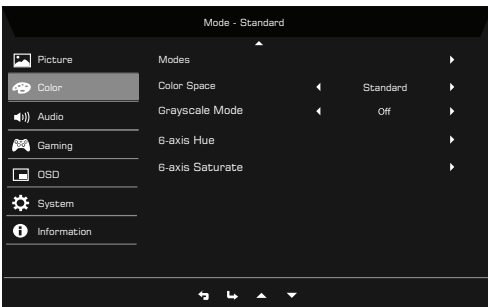 Mode - Standard
Picture
Color
Audio
Gaming
OSD
System
Information
Modes
Color Space Standard
Grayscale Mode Off
6-axis Hue
6-axis Saturate